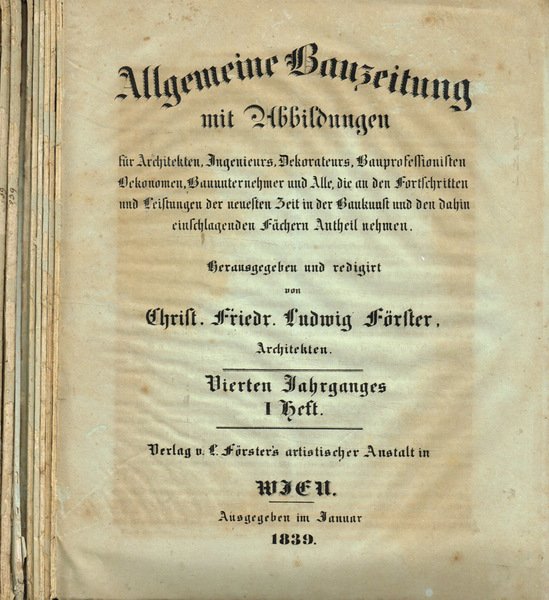 Allgemeine Bauzeitung
mit Abbildungen
für Architekten, Ingenieurs, Dekorateurs, Bauprofessionisten
Oekonomen, Bauunternehmer und Alle, die an den Fortschritten
und Leistungen der neuesten Zeit in der Baukunst und den dahin
einschlagenden Fächern Antheil nehmen.
Herausgegeben und redigirt
von
Christ. Friedr. Ludwig Förster,
Architekten.
Vierten Jahrganges
I Heft.
Verlag v. L. Förster's artistischer Anstalt in
WIEN.
Ausgegeben im Januar
1839.